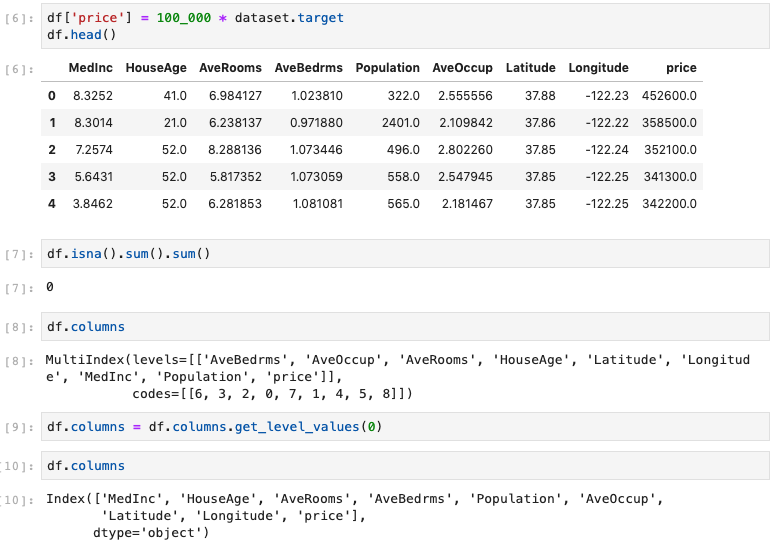 [6]: df['price'] = 100_000 * dataset.target
df.head()
[6]: MedInc HouseAge AveRooms AveBedrms Population AveOccup Latitude Longitude price
0 8.3252 41.0 6.984127 1.023810 322.0 2.555556 37.88 -122.23 452600.0
1 8.3014 21.0 6.238137 0.971880 2401.0 2.109842 37.86 -122.22 358500.0
2 7.2574 52.0 8.288136 1.073446 496.0 2.802260 37.85 -122.24 352100.0
3 5.6431 52.0 5.817352 1.073059 558.0 2.547945 37.85 -122.25 341300.0
4 3.8462 52.0 6.281853 1.081081 565.0 2.181467 37.85 -122.25 342200.0
[7]: df.isna().sum().sum()
[7]: 0
[8]: df.columns
[8]: MultiIndex(levels=[['AveBedrms', 'AveOccup', 'AveRooms', 'HouseAge', 'Latitude', 'Longitud
e', 'MedInc', 'Population', 'price']],
codes=[[6, 3, 2, 0, 7, 1, 4, 5, 8]])
[9]: df.columns = df.columns.get_level_values(0)
[10]: df.columns
[10]: Index(['MedInc', 'HouseAge', 'AveRooms', 'AveBedrms', 'Population', 'AveOccup',
'Latitude', 'Longitude', 'price'],
dtype='object')